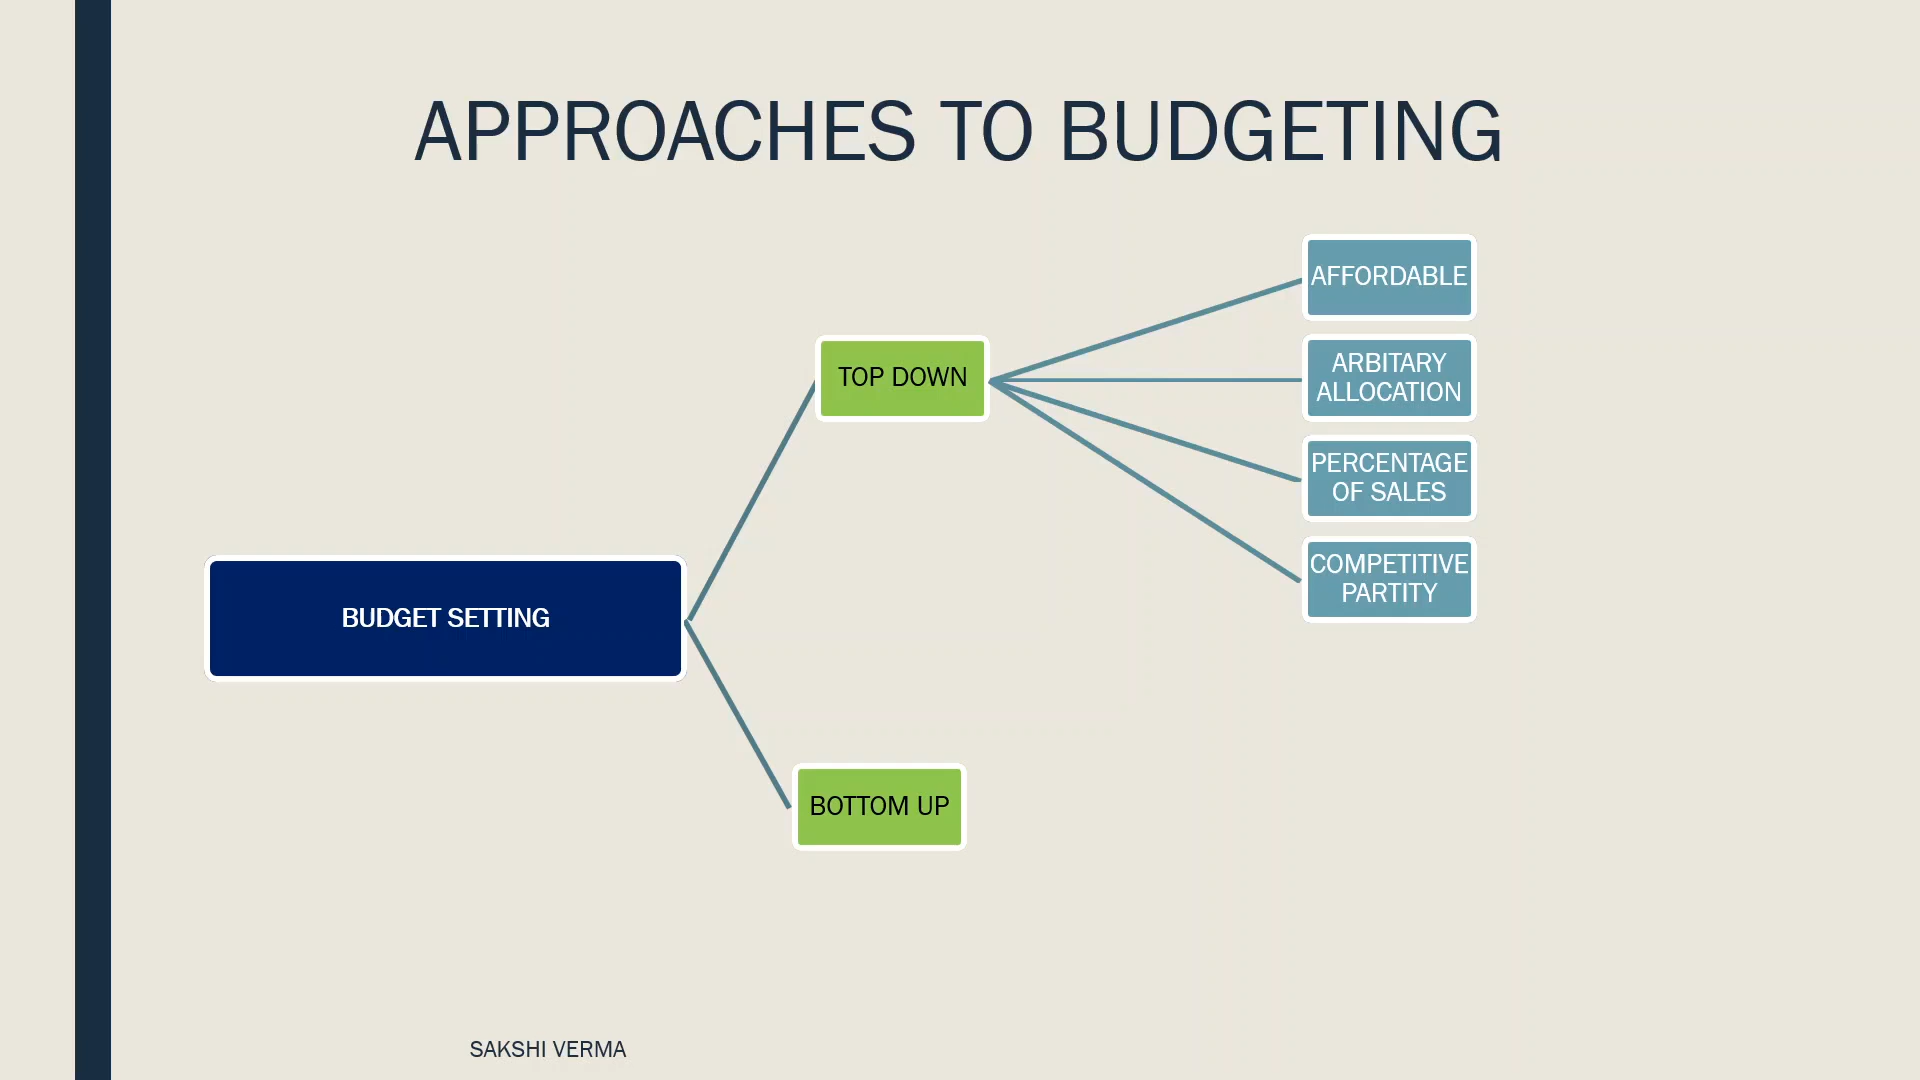 APPROACHES TO BUDGETING
AFFORDABLE
TOP DOWN
ARBITARY
ALLOCATION
PERCENTAGE
OF SALES
COMPETITIVE
PARTITY
BUDGET SETTING
BOTTOM UP
SAKSHI VERMA